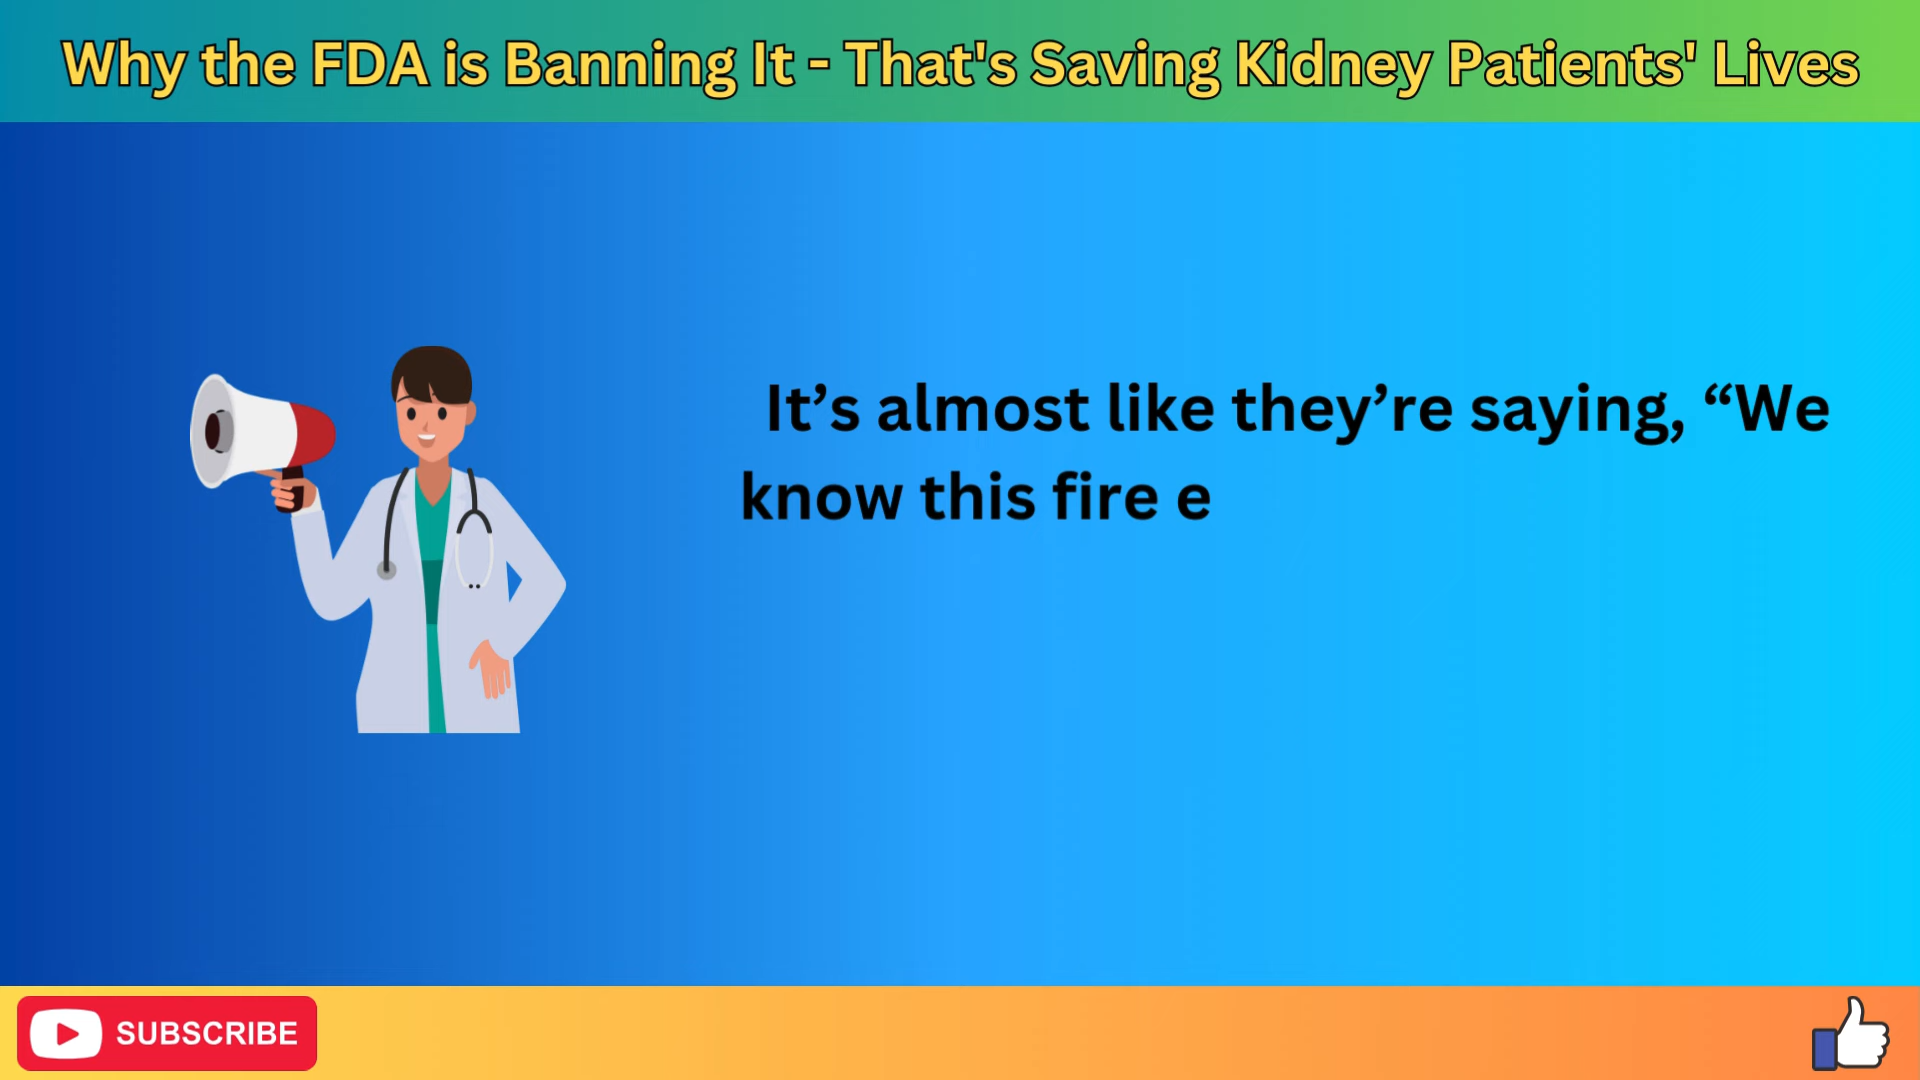 Why the FDA is Banning It - That's Saving Kidney Patients' Lives
It’s almost like they’re saying, “We
know this fire e
SUBSCRIBE